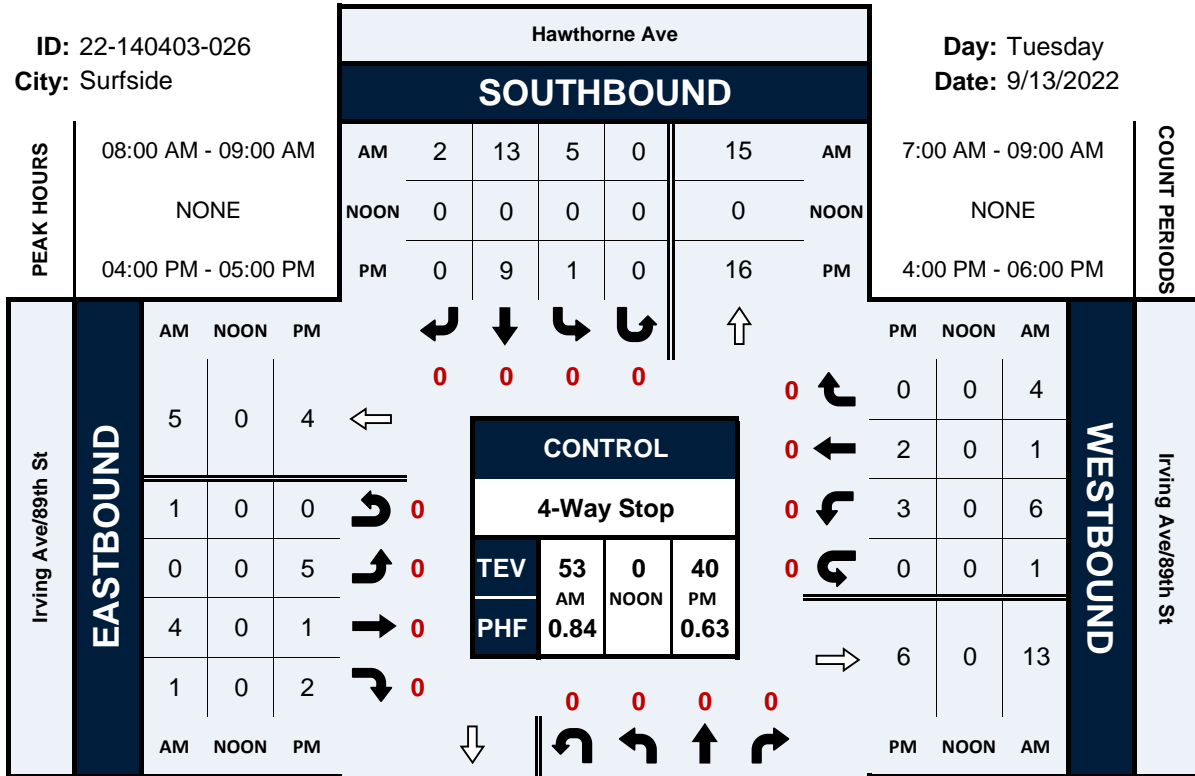 Hawthorne Ave
ID: 22-140403-026
Day: Tuesday
City: Surfside
SOUTHBOUND
Date: 9/13/2022
PEAK HOURS
08:00 AM - 09:00 AM
AM 2 13 5 0 15 AM
7:00 AM - 09:00 AM
COUNT PERIODS
NONE
NOON 0 0 0 0 0 NOON
NONE
04:00 PM - 05:00 PM
PM 0 9 1 0 16 PM
4:00 PM - 06:00 PM
AM NOON PM
PM NOON AM
0 0 0 0
0 0 0 4
5 0 4
Irving Ave/89th St
EASTBOUND
CONTROL
0 2 0 1
WESTBOUND
Irving Ave/89th St
1 0 0 0
4-Way Stop
0 3 0 6
0 0 5 0
TEV 53 0 40
0 0 0 1
AM NOON PM
4 0 1 0
PHF 0.84 0.63
6 0 13
1 0 2 0
0 0 0 0
AM NOON PM
PM NOON AM